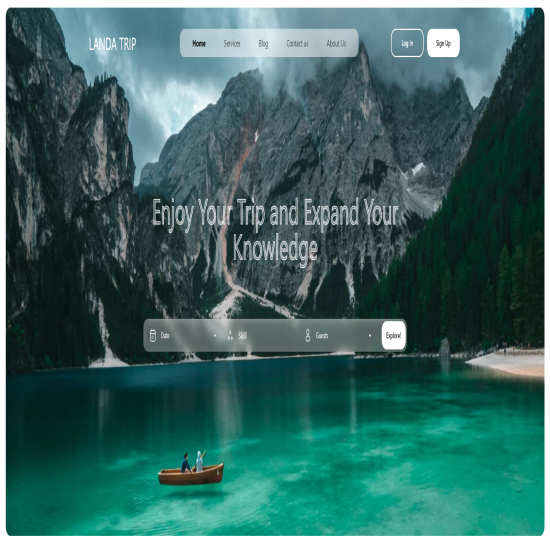 LANDA TRIP
Home Services Blog Contact us About Us
Log In Sign Up
Enjoy Your Trip and Expand Your
Knowledge
Date Skill Guests Explore!